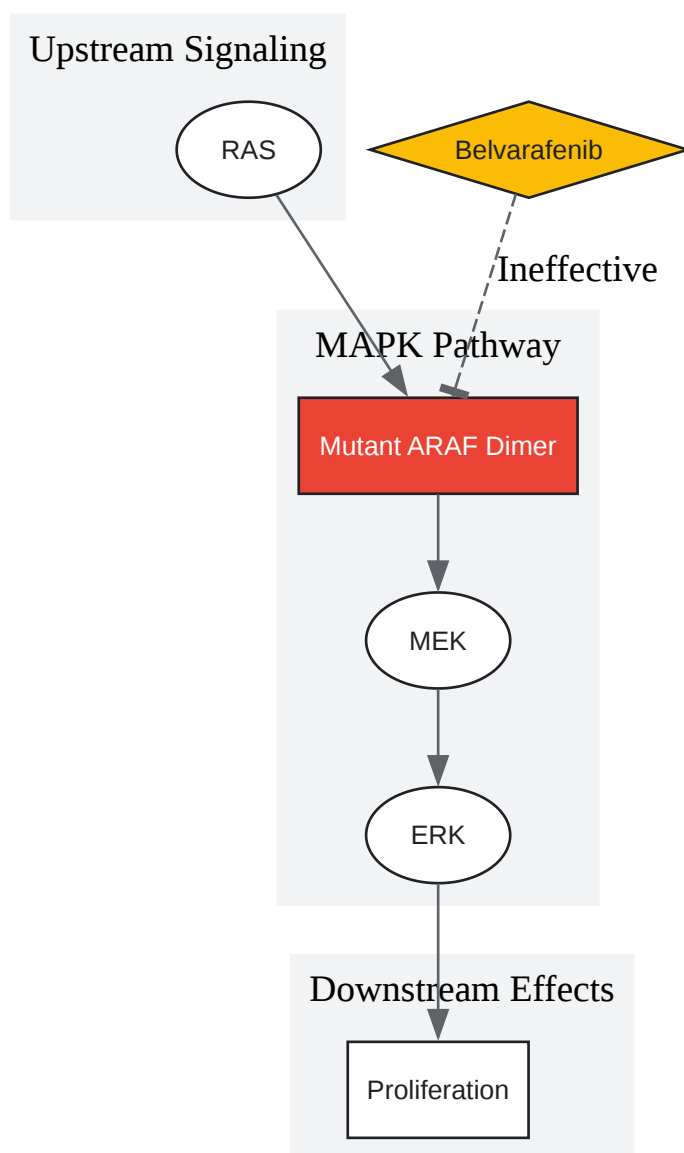 Upstream Signaling
RAS
Belvarafenib
Ineffective
MAPK Pathway
Mutant ARAF Dimer
MEK
ERK
Downstream Effects
Proliferation